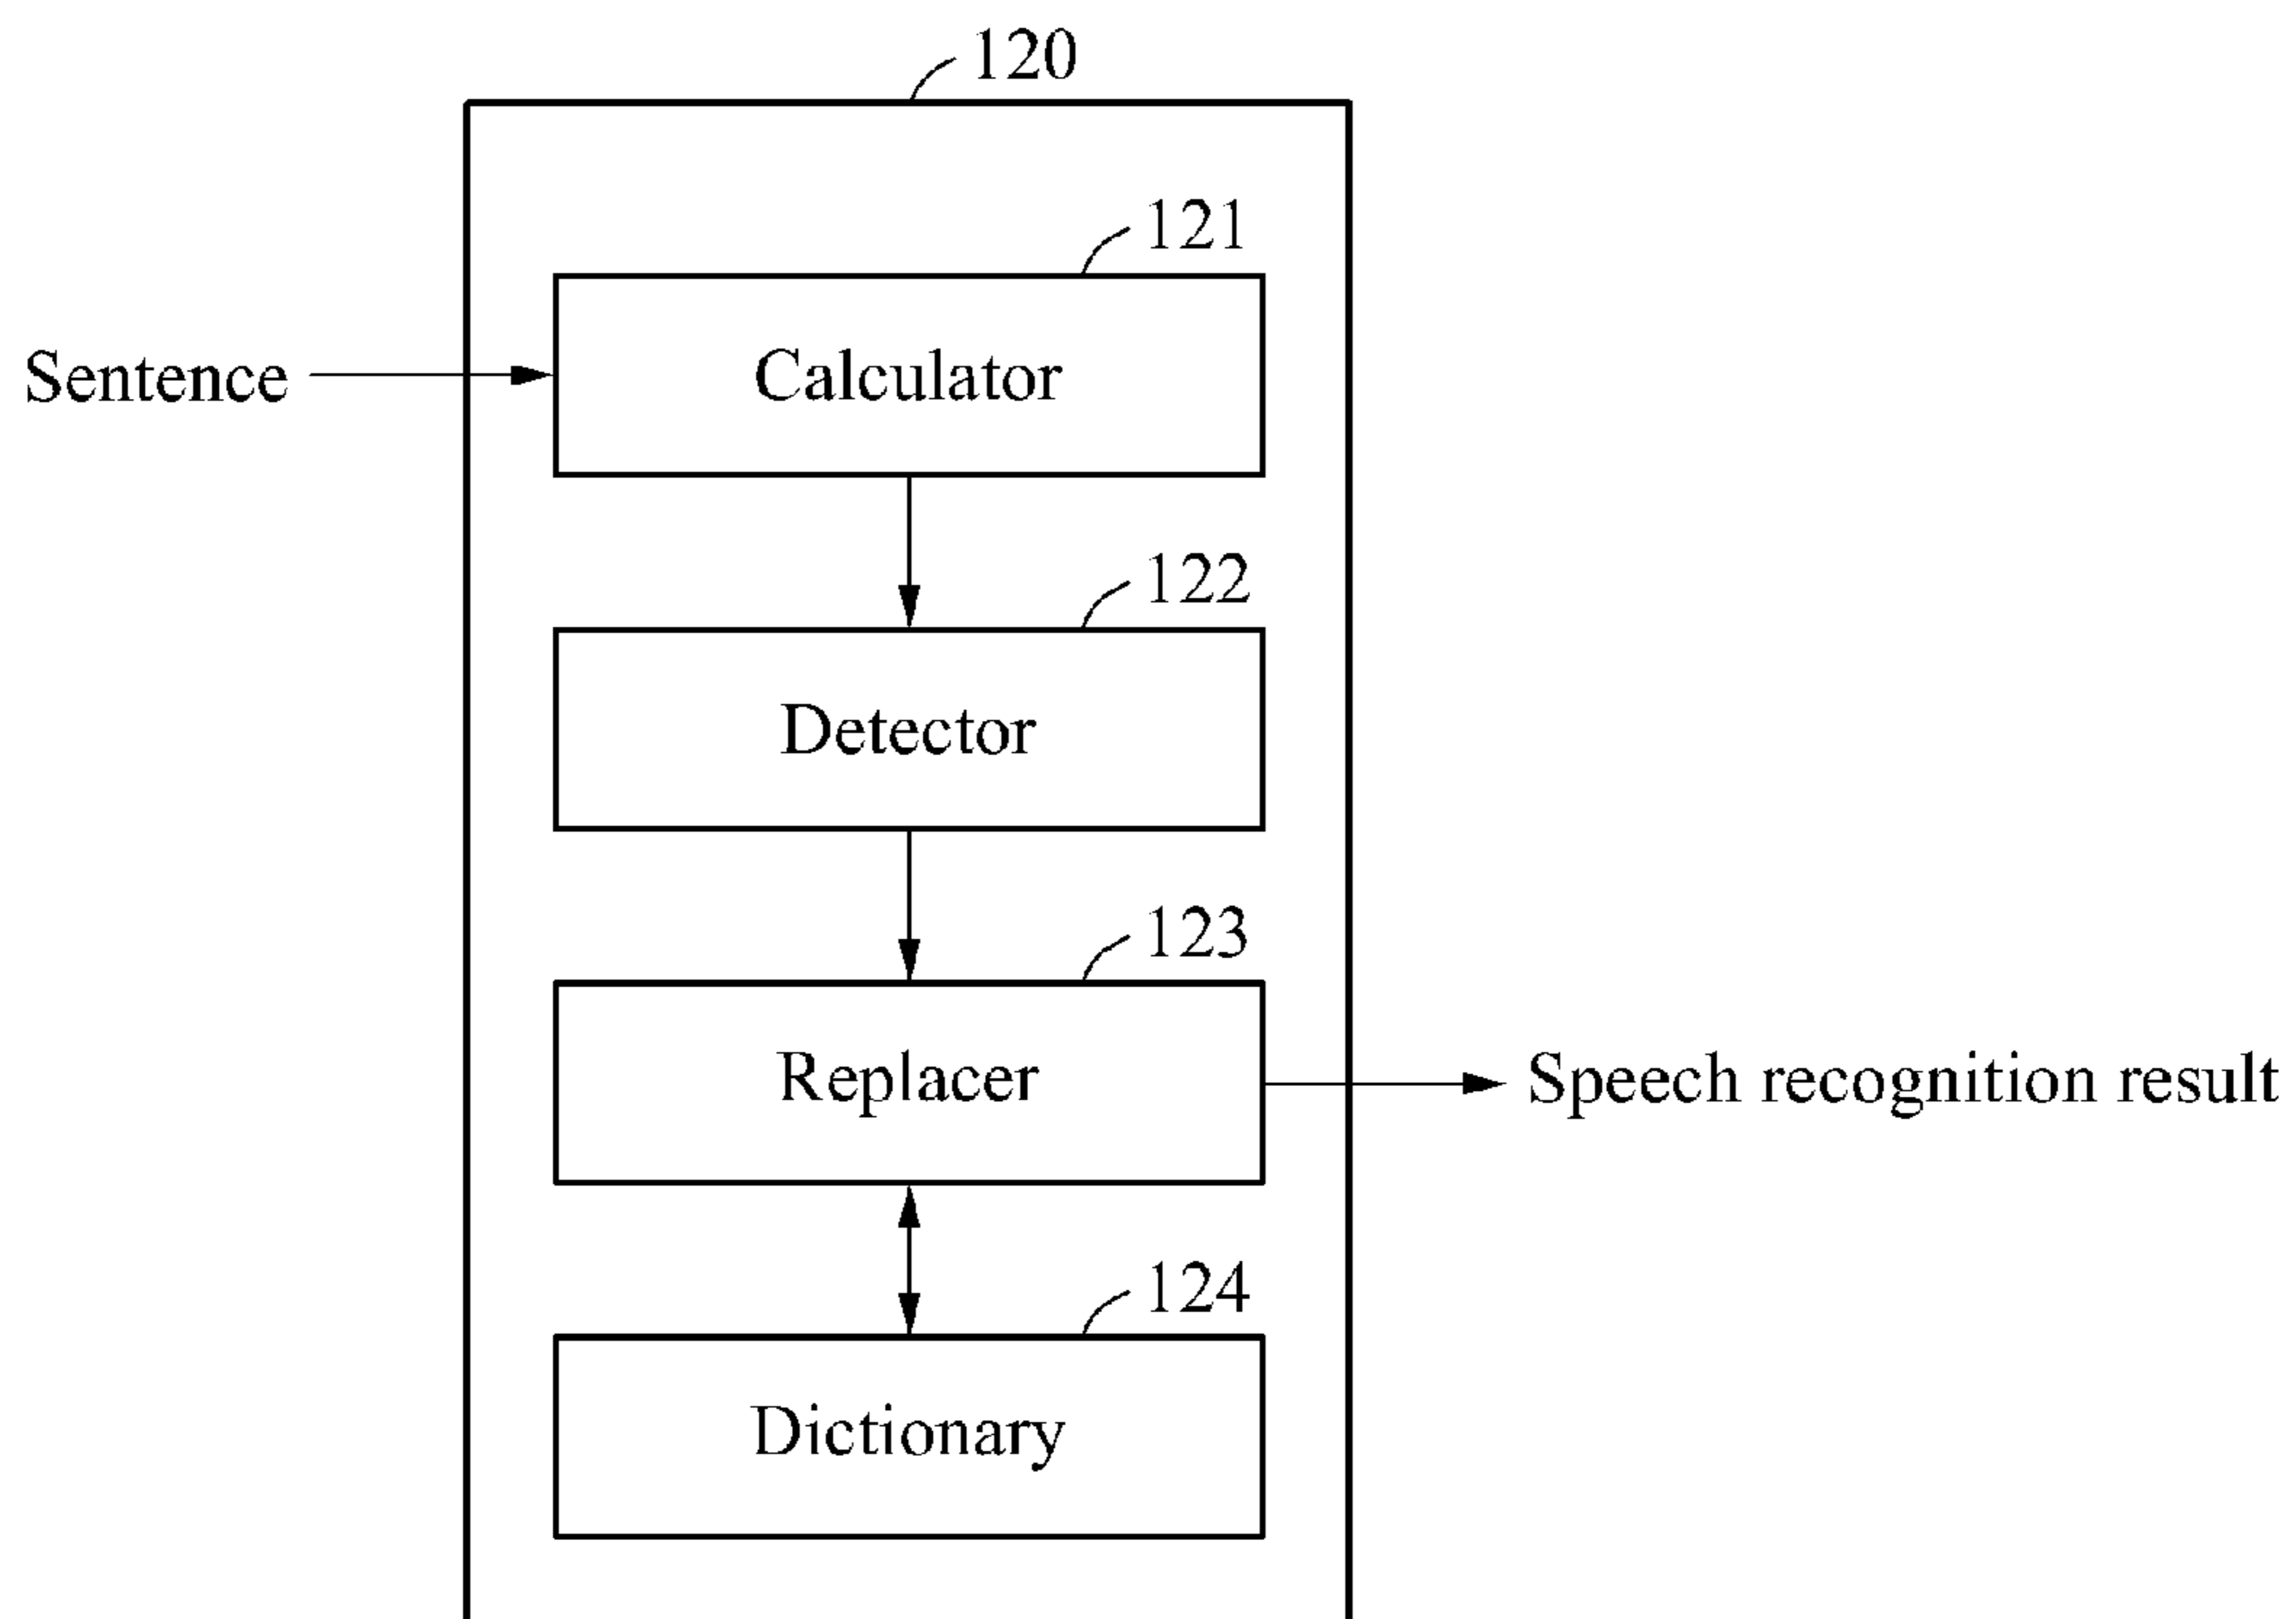 120
121
Sentence
Calculator
122
Detector
123
Replacer
Speech recognition result
124
Dictionary